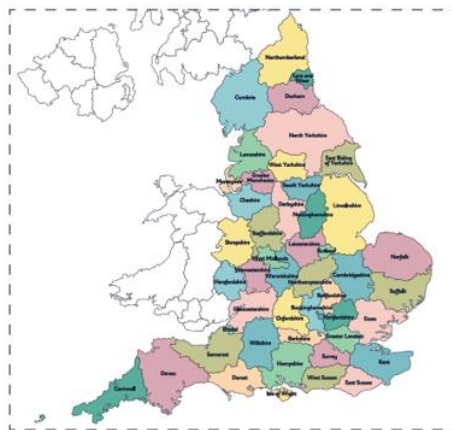 Northumberland
Tyne and
Wear
Cumbria
Durham
North Yorkshire
Lancashire
West Yorkshire
East Riding
of Yorkshire
Merseyside
Greater
Manchester
South Yorkshire
Cheshire
Derbyshire
Nottinghamshire
Lincolnshire
Staffordshire
Shropshire
Leicestershire
Rutland
Norfolk
West Midlands
Herefordshire
Worcestershire
Warwickshire
Northamptonshire
Cambridgeshire
Suffolk
Bedfordshire
Gloucestershire
Oxfordshire
Buckinghamshire
Hertfordshire
Essex
Bristol
Wiltshire
Berkshire
Greater London
Somerset
Hampshire
Surrey
Kent
Devon
Dorset
West Sussex
East Sussex
Cornwall
Isle of Wight